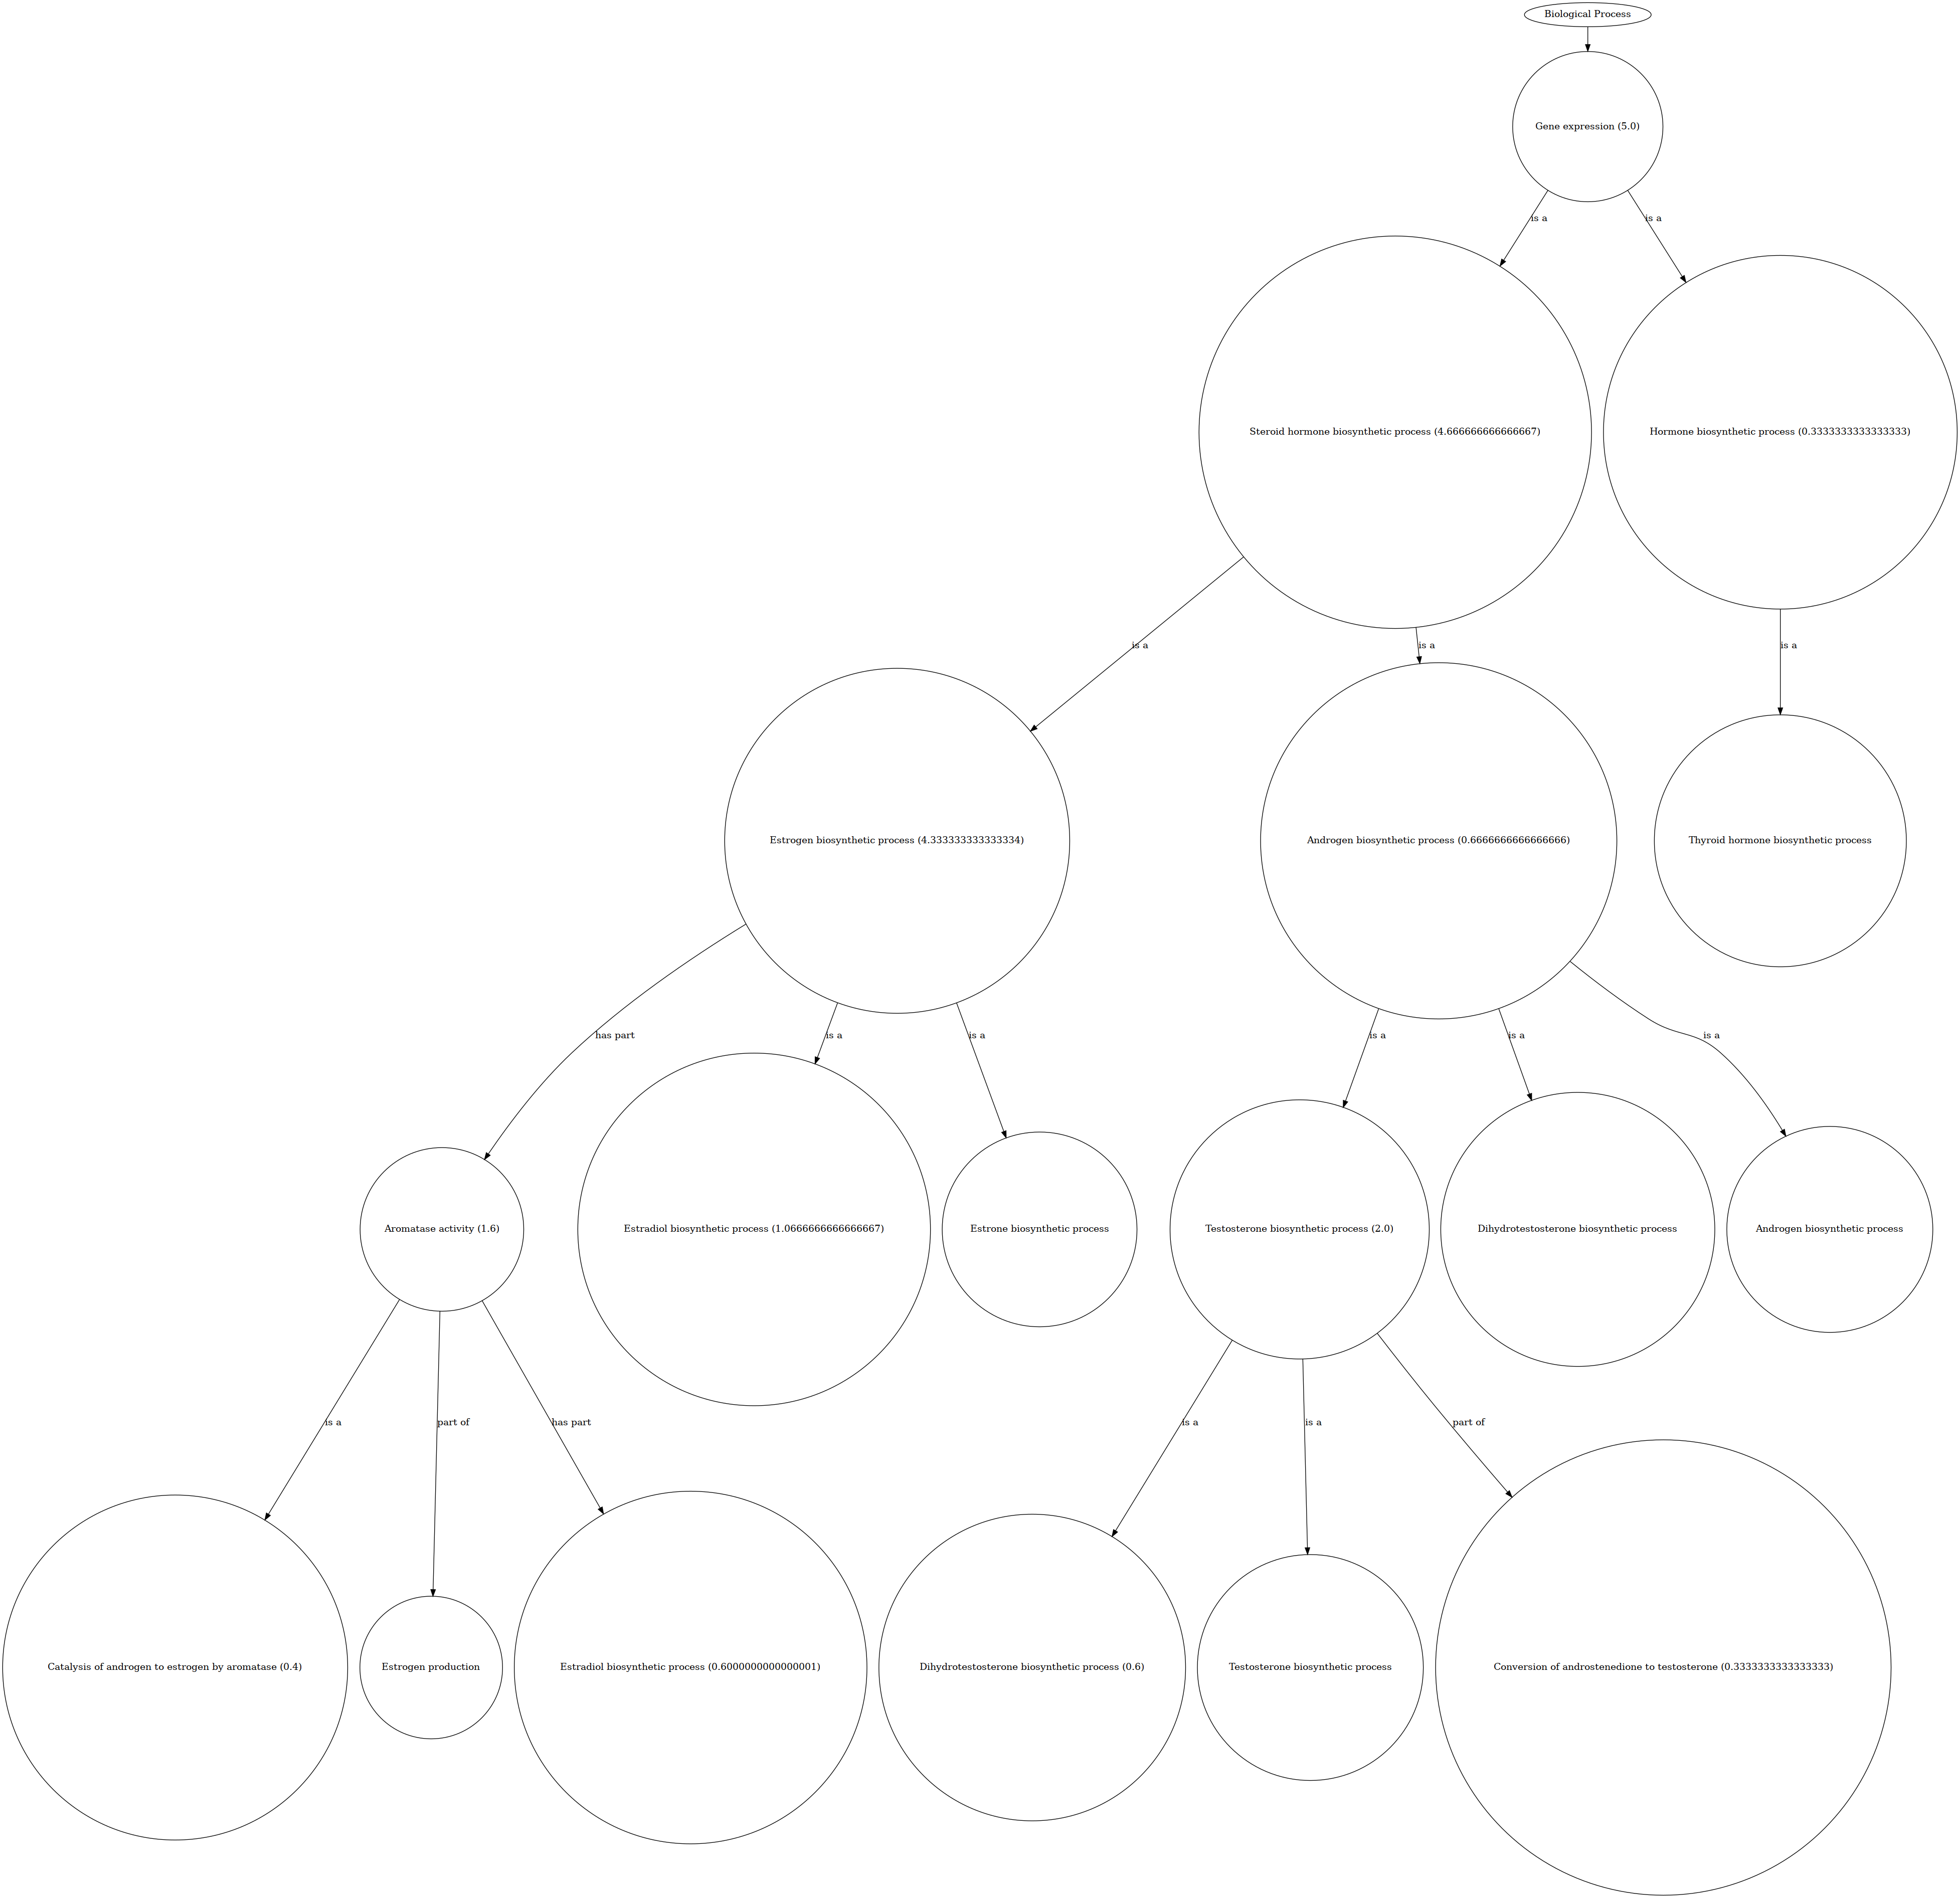 Biological Process
Gene expression (5.0)
is a
is a
Steroid hormone biosynthetic process (4.666666666666667)
Hormone biosynthetic process (0.3333333333333333)
is a
is a
is a
Estrogen biosynthetic process (4.333333333333334)
Androgen biosynthetic process (0.6666666666666666)
Thyroid hormone biosynthetic process
has part
is a
is a
is a
is a
is a
Aromatase activity (1.6)
Estradiol biosynthetic process (1.0666666666666667)
Estrone biosynthetic process
Testosterone biosynthetic process (2.0)
Dihydrotestosterone biosynthetic process
Androgen biosynthetic process
is a
part of
has part
is a
is a
part of
Catalysis of androgen to estrogen by aromatase (0.4)
Estrogen production
Estradiol biosynthetic process (0.6000000000000001)
Dihydrotestosterone biosynthetic process (0.6)
Testosterone biosynthetic process
Conversion of androstenedione to testosterone (0.3333333333333333)